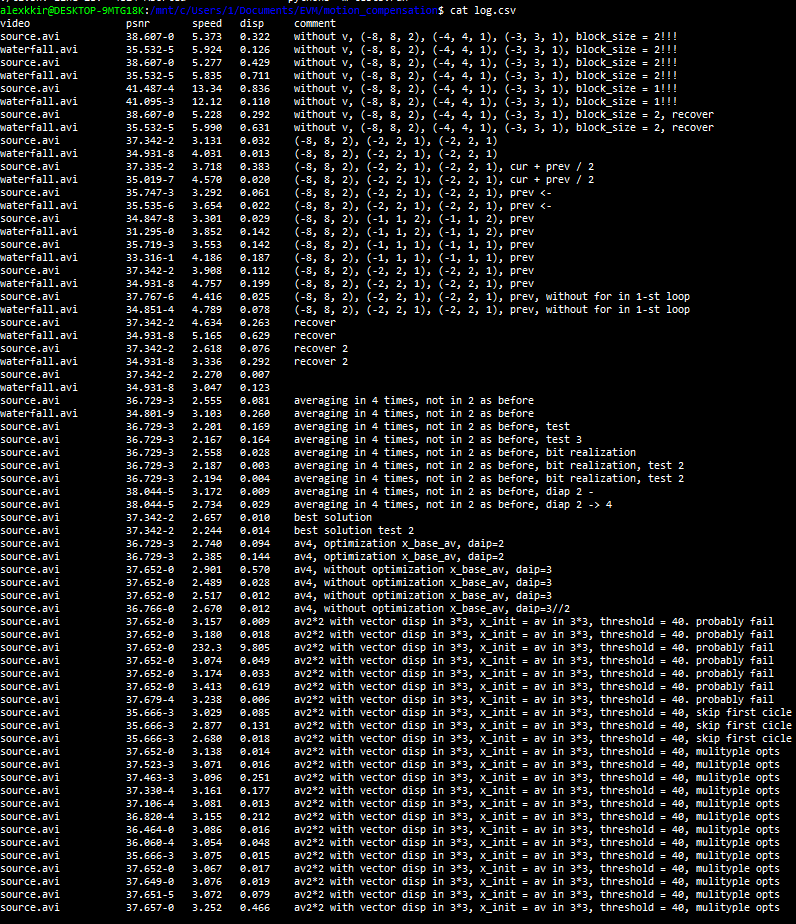 alexkkir@DESKTOP-9MTG18K:/mnt/c/Users/1/Documents/EVM/motion_compensation$ cat log.csv
video psnr speed disp comment
source.avi 38.607-0 5.373 0.322 without v, (-8, 8, 2), (-4, 4, 1), (-3, 3, 1), block_size = 2!!!
waterfall.avi 35.532-5 5.924 0.126 without v, (-8, 8, 2), (-4, 4, 1), (-3, 3, 1), block_size = 2!!!
source.avi 38.607-0 5.277 0.429 without v, (-8, 8, 2), (-4, 4, 1), (-3, 3, 1), block_size = 2!!!
waterfall.avi 35.532-5 5.835 0.711 without v, (-8, 8, 2), (-4, 4, 1), (-3, 3, 1), block_size = 2!!!
source.avi 41.487-4 13.34 0.836 without v, (-8, 8, 2), (-4, 4, 1), (-3, 3, 1), block_size = 1!!!
waterfall.avi 41.095-3 12.12 0.110 without v, (-8, 8, 2), (-4, 4, 1), (-3, 3, 1), block_size = 1!!!
source.avi 38.607-0 5.228 0.292 without v, (-8, 8, 2), (-4, 4, 1), (-3, 3, 1), block_size = 2, recover
waterfall.avi 35.532-5 5.990 0.631 without v, (-8, 8, 2), (-4, 4, 1), (-3, 3, 1), block_size = 2, recover
source.avi 37.342-2 3.131 0.032 (-8, 8, 2), (-2, 2, 1), (-2, 2, 1)
waterfall.avi 34.931-8 4.031 0.013 (-8, 8, 2), (-2, 2, 1), (-2, 2, 1)
source.avi 37.335-2 3.718 0.383 (-8, 8, 2), (-2, 2, 1), (-2, 2, 1), cur + prev / 2
waterfall.avi 35.019-7 4.570 0.020 (-8, 8, 2), (-2, 2, 1), (-2, 2, 1), cur + prev / 2
source.avi 35.747-3 3.292 0.061 (-8, 8, 2), (-2, 2, 1), (-2, 2, 1), prev <-
waterfall.avi 35.535-6 3.654 0.022 (-8, 8, 2), (-2, 2, 1), (-2, 2, 1), prev <-
source.avi 34.847-8 3.301 0.029 (-8, 8, 2), (-1, 1, 2), (-1, 1, 2), prev
waterfall.avi 31.295-0 3.852 0.142 (-8, 8, 2), (-1, 1, 2), (-1, 1, 2), prev
source.avi 35.719-3 3.553 0.142 (-8, 8, 2), (-1, 1, 1), (-1, 1, 1), prev
waterfall.avi 33.316-1 4.186 0.187 (-8, 8, 2), (-1, 1, 1), (-1, 1, 1), prev
source.avi 37.342-2 3.908 0.112 (-8, 8, 2), (-2, 2, 1), (-2, 2, 1), prev
waterfall.avi 34.931-8 4.757 0.199 (-8, 8, 2), (-2, 2, 1), (-2, 2, 1), prev
source.avi 37.767-6 4.416 0.025 (-8, 8, 2), (-2, 2, 1), (-2, 2, 1), prev, without for in 1-st loop
waterfall.avi 34.851-4 4.789 0.078 (-8, 8, 2), (-2, 2, 1), (-2, 2, 1), prev, without for in 1-st loop
source.avi 37.342-2 4.634 0.263 recover
waterfall.avi 34.931-8 5.165 0.629 recover
source.avi 37.342-2 2.618 0.076 recover 2
waterfall.avi 34.931-8 3.336 0.292 recover 2
source.avi 37.342-2 2.270 0.007
waterfall.avi 34.931-8 3.047 0.123
source.avi 36.729-3 2.555 0.081 averaging in 4 times, not in 2 as before
waterfall.avi 34.801-9 3.103 0.260 averaging in 4 times, not in 2 as before
source.avi 36.729-3 2.201 0.169 averaging in 4 times, not in 2 as before, test
source.avi 36.729-3 2.167 0.164 averaging in 4 times, not in 2 as before, test 3
source.avi 36.729-3 2.558 0.028 averaging in 4 times, not in 2 as before, bit realization
source.avi 36.729-3 2.187 0.003 averaging in 4 times, not in 2 as before, bit realization, test 2
source.avi 36.729-3 2.194 0.004 averaging in 4 times, not in 2 as before, bit realization, test 2
source.avi 38.044-5 3.172 0.009 averaging in 4 times, not in 2 as before, diap 2 -
source.avi 38.044-5 2.734 0.029 averaging in 4 times, not in 2 as before, diap 2 -> 4
source.avi 37.342-2 2.657 0.010 best solution
source.avi 37.342-2 2.244 0.014 best solution test 2
source.avi 36.729-3 2.740 0.094 av4, optimization x_base_av, daip=2
source.avi 36.729-3 2.385 0.144 av4, optimization x_base_av, daip=2
source.avi 37.652-0 2.901 0.570 av4, without optimization x_base_av, daip=3
source.avi 37.652-0 2.489 0.028 av4, without optimization x_base_av, daip=3
source.avi 37.652-0 2.517 0.012 av4, without optimization x_base_av, daip=3
source.avi 36.766-0 2.670 0.012 av4, without optimization x_base_av, daip=3//2
source.avi 37.652-0 3.157 0.009 av2*2 with vector disp in 3*3, x_init = av in 3*3, threshold = 40. probably fail
source.avi 37.652-0 3.180 0.018 av2*2 with vector disp in 3*3, x_init = av in 3*3, threshold = 40. probably fail
source.avi 37.652-0 232.3 9.805 av2*2 with vector disp in 3*3, x_init = av in 3*3, threshold = 40. probably fail
source.avi 37.652-0 3.074 0.049 av2*2 with vector disp in 3*3, x_init = av in 3*3, threshold = 40. probably fail
source.avi 37.652-0 3.174 0.033 av2*2 with vector disp in 3*3, x_init = av in 3*3, threshold = 40. probably fail
source.avi 37.652-0 3.413 0.619 av2*2 with vector disp in 3*3, x_init = av in 3*3, threshold = 40. probably fail
source.avi 37.679-4 3.238 0.006 av2*2 with vector disp in 3*3, x_init = av in 3*3, threshold = 40. probably fail
source.avi 35.666-3 3.029 0.085 av2*2 with vector disp in 3*3, x_init = av in 3*3, threshold = 40, skip first cicle
source.avi 35.666-3 2.877 0.131 av2*2 with vector disp in 3*3, x_init = av in 3*3, threshold = 40, skip first cicle
source.avi 35.666-3 2.680 0.018 av2*2 with vector disp in 3*3, x_init = av in 3*3, threshold = 40, skip first cicle
source.avi 37.652-0 3.138 0.014 av2*2 with vector disp in 3*3, x_init = av in 3*3, threshold = 40, mulityple opts
source.avi 37.523-3 3.071 0.016 av2*2 with vector disp in 3*3, x_init = av in 3*3, threshold = 40, mulityple opts
source.avi 37.463-3 3.096 0.251 av2*2 with vector disp in 3*3, x_init = av in 3*3, threshold = 40, mulityple opts
source.avi 37.330-4 3.161 0.177 av2*2 with vector disp in 3*3, x_init = av in 3*3, threshold = 40, mulityple opts
source.avi 37.106-4 3.081 0.013 av2*2 with vector disp in 3*3, x_init = av in 3*3, threshold = 40, mulityple opts
source.avi 36.820-4 3.155 0.212 av2*2 with vector disp in 3*3, x_init = av in 3*3, threshold = 40, mulityple opts
source.avi 36.464-0 3.086 0.016 av2*2 with vector disp in 3*3, x_init = av in 3*3, threshold = 40, mulityple opts
source.avi 36.060-4 3.054 0.048 av2*2 with vector disp in 3*3, x_init = av in 3*3, threshold = 40, mulityple opts
source.avi 35.666-3 3.075 0.015 av2*2 with vector disp in 3*3, x_init = av in 3*3, threshold = 40, mulityple opts
source.avi 37.652-0 3.067 0.017 av2*2 with vector disp in 3*3, x_init = av in 3*3, threshold = 40, mulityple opts
source.avi 37.649-0 3.076 0.019 av2*2 with vector disp in 3*3, x_init = av in 3*3, threshold = 40, mulityple opts
source.avi 37.651-5 3.072 0.079 av2*2 with vector disp in 3*3, x_init = av in 3*3, threshold = 40, mulityple opts
source.avi 37.657-0 3.252 0.466 av2*2 with vector disp in 3*3, x_init = av in 3*3, threshold = 40, mulityple opts